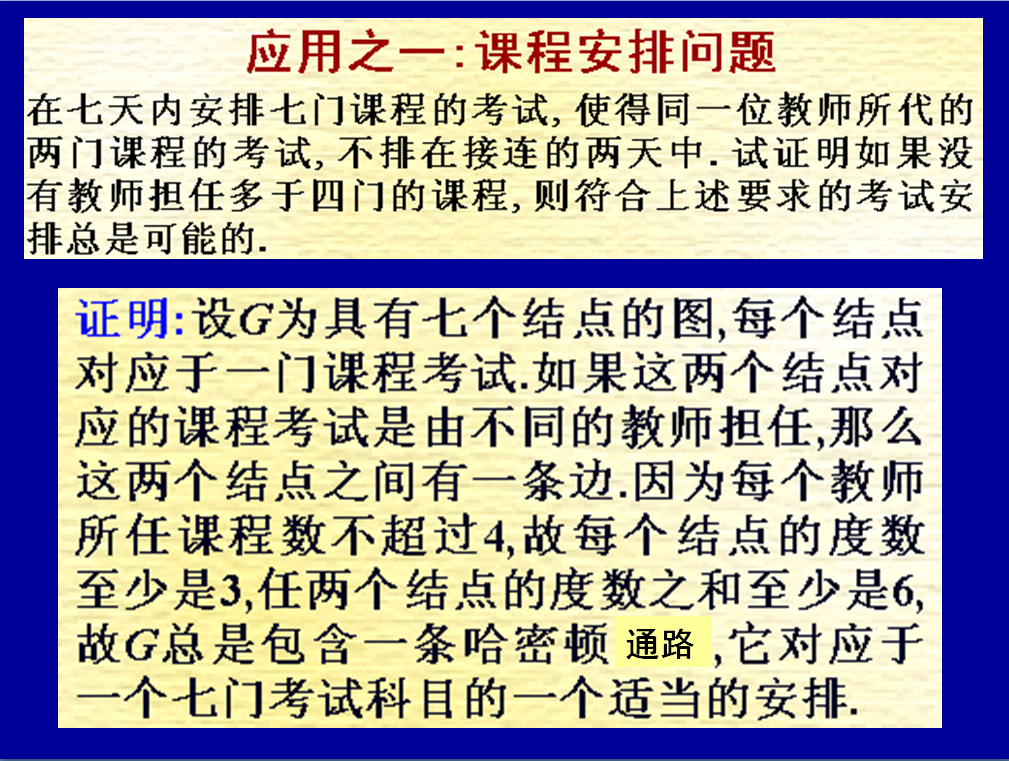 应用之一:课程安排问题
在七天内安排七门课程的考试,使得同一位教师所代的
两门课程的考试,不排在接连的两天中.试证明如果没
有教师担任多于四门的课程,则符合上述要求的考试安
排总是可能的.
证明:设G为具有七个结点的图,每个结点
对应于一门课程考试.如果这两个结点对
应的课程考试是由不同的教师担任,那么
这两个结点之间有一条边.因为每个教师
所任课程数不超过4,故每个结点的度数
至少是3,任两个结点的度数之和至少是6,
故G总是包含一条哈密顿通路,它对应于
一个七门考试科目的一个适当的安排.